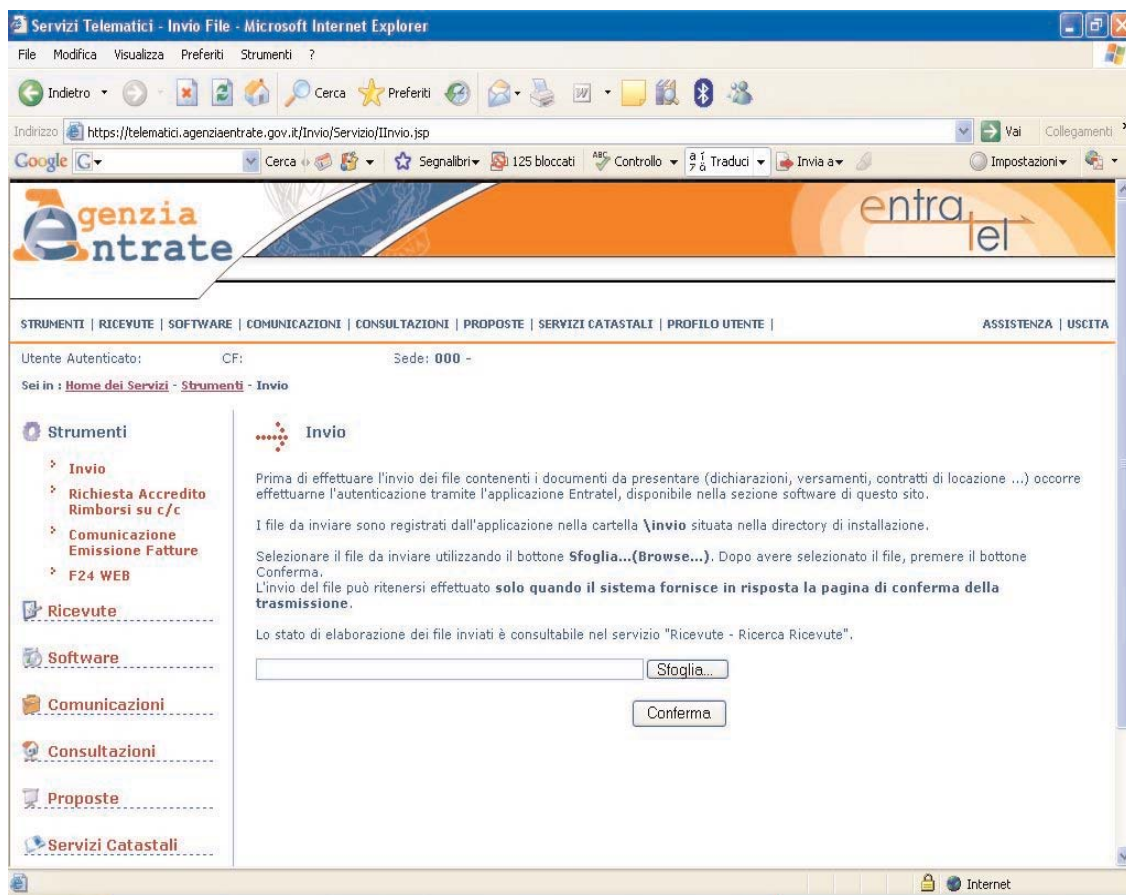 Servizi Telematici - Invio File - Microsoft Internet Explorer
File Modifica Visualizza Preferiti Strumenti ?
Indietro Cerca Preferiti
Indirizzo https://telematici.agenziaentrate.gov.it/Invio/Servizio/IInvio.jsp Vai Collegamenti
Google G Cerca Segnalibri 125 bloccati ABC Controllo Traduci Invia a Impostazioni
Agenzia
Entrate
entra
tel
STRUMENTI | RICEVUTE | SOFTWARE | COMUNICAZIONI | CONSULTAZIONI | PROPOSTE | SERVIZI CATASTALI | PROFILO UTENTE | ASSISTENZA | USCITA
Utente Autenticato: CF: Sede: 000 -
Sei in : Home dei Servizi - Strumenti - Invio
Strumenti
Invio
Richiesta Accredito
Rimborsi su c/c
Comunicazione
Emissione Fatture
F24 WEB
Ricevute
Software
Comunicazioni
Consultazioni
Proposte
Servizi Catastali
Invio
Prima di effettuare l'invio dei file contenenti i documenti da presentare (dichiarazioni, versamenti, contratti di locazione ...) occorre
effettuarne l'autenticazione tramite l'applicazione Entratel, disponibile nella sezione software di questo sito.
I file da inviare sono registrati dall'applicazione nella cartella \invio situata nella directory di installazione.
Selezionare il file da inviare utilizzando il bottone Sfoglia...(Browse...). Dopo avere selezionato il file, premere il bottone
Conferma.
L'invio del file può ritenersi effettuato solo quando il sistema fornisce in risposta la pagina di conferma della
trasmissione.
Lo stato di elaborazione dei file inviati è consultabile nel servizio "Ricevute - Ricerca Ricevute".
Sfoglia...
Conferma
Internet